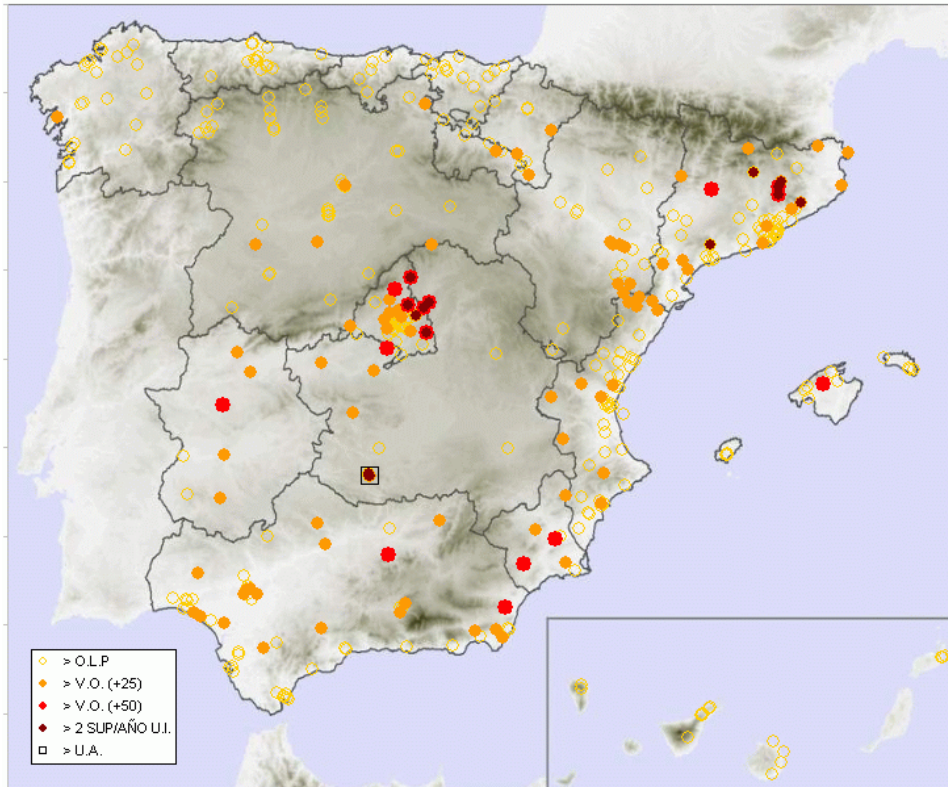 > O.L.P
> V.O. (+25)
> V.O. (+50)
> 2 SUP/AÑO U.I.
> U.A.